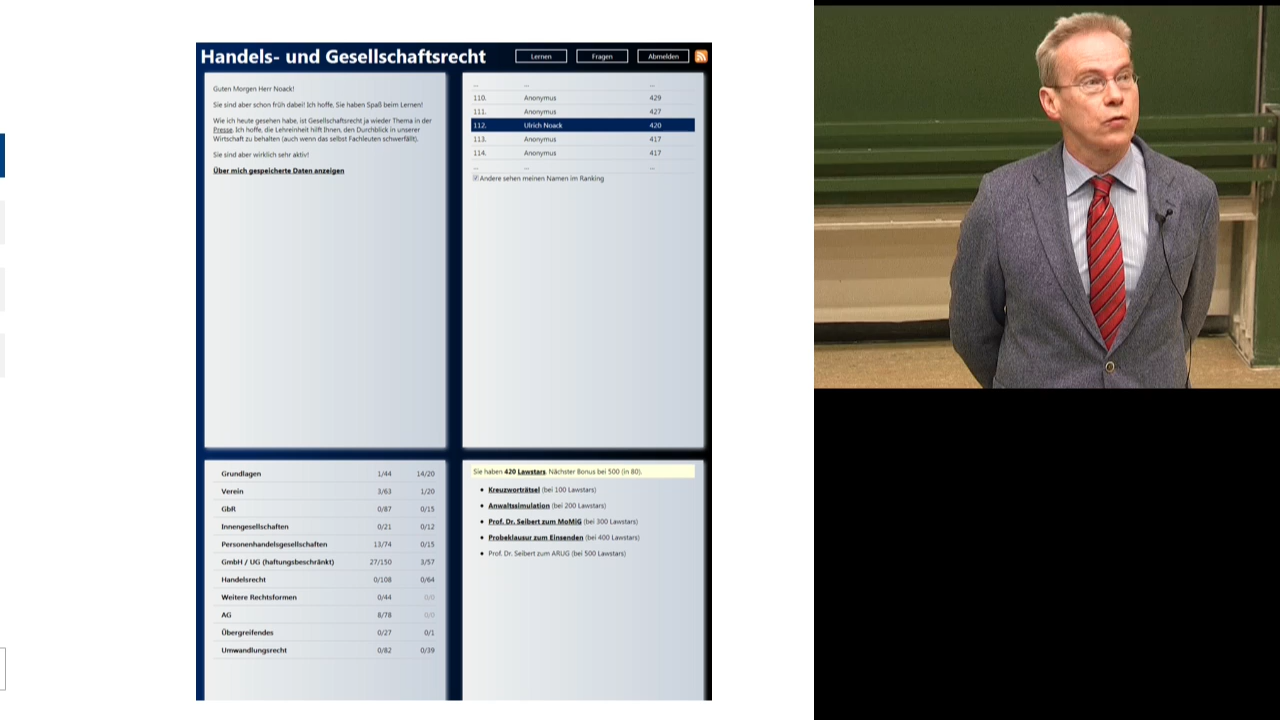 Handels- und Gesellschaftsrecht
Lernen
Fragen
Abmelden
Guten Morgen Herr Noack!
Sie sind aber schon früh dabei! Ich hoffe, Sie haben Spaß beim Lernen!
Wie ich heute gesehen habe, ist Gesellschaftsrecht ja wieder Thema in der
Presse. Ich hoffe, die Lehreinheit hilft Ihnen, den Durchblick in unserer
Wirtschaft zu behalten (auch wenn das selbst Fachleuten schwerfällt).
Sie sind aber wirklich sehr aktiv!
Über mich gespeicherte Daten anzeigen
... ... ...
110. Anonymus 429
111. Anonymus 427
112. Ulrich Noack 420
113. Anonymus 417
114. Anonymus 417
... ... ...
Andere sehen meinen Namen im Ranking
Grundlagen 1/44 14/20
Verein 3/63 1/20
GbR 0/87 0/15
Innengesellschaften 0/21 0/12
Personenhandelsgesellschaften 13/74 0/15
GmbH / UG (haftungsbeschränkt) 27/150 3/57
Handelsrecht 0/108 0/64
Weitere Rechtsformen 0/44 0/0
AG 8/78 0/0
Übergreifendes 0/27 0/1
Umwandlungsrecht 0/82 0/39
Sie haben 420 Lawstars. Nächster Bonus bei 500 (in 80).
• Kreuzworträtsel (bei 100 Lawstars)
• Anwaltssimulation (bei 200 Lawstars)
• Prof. Dr. Seibert zum MoMiG (bei 300 Lawstars)
• Probeklausur zum Einsenden (bei 400 Lawstars)
• Prof. Dr. Seibert zum ARUG (bei 500 Lawstars)